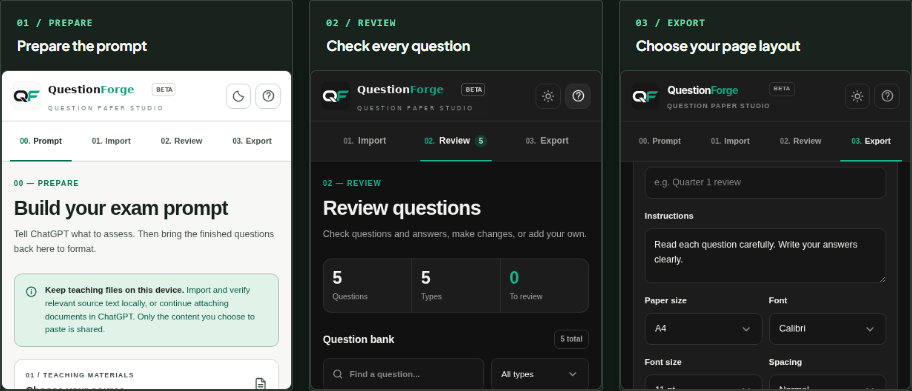 01 / PREPARE
Prepare the prompt
QF QuestionForge BETA
QUESTION PAPER STUDIO
00. Prompt 01. Import 02. Review 03. Export
00 — PREPARE
Build your exam prompt
Tell ChatGPT what to assess. Then bring the finished questions
back here to format.
Keep teaching files on this device. Import and verify
relevant source text locally, or continue attaching
documents in ChatGPT. Only the content you choose to
paste is shared.
01 / TEACHING MATERIALS
02 / REVIEW
Check every question
QF QuestionForge BETA
QUESTION PAPER STUDIO
01. Import 02. Review 5 03. Export
02 — REVIEW
Review questions
Check questions and answers, make changes, or add your own.
5 5 0
Questions Types To review
Question bank 5 total
Find a question... All types
03 / EXPORT
Choose your page layout
QF QuestionForge BETA
QUESTION PAPER STUDIO
00. Prompt 01. Import 02. Review 03. Export
e.g. Quarter 1 review
Instructions
Read each question carefully. Write your answers
clearly.
Paper size Font
A4 Calibri
Font size Spacing
11 pt Normal